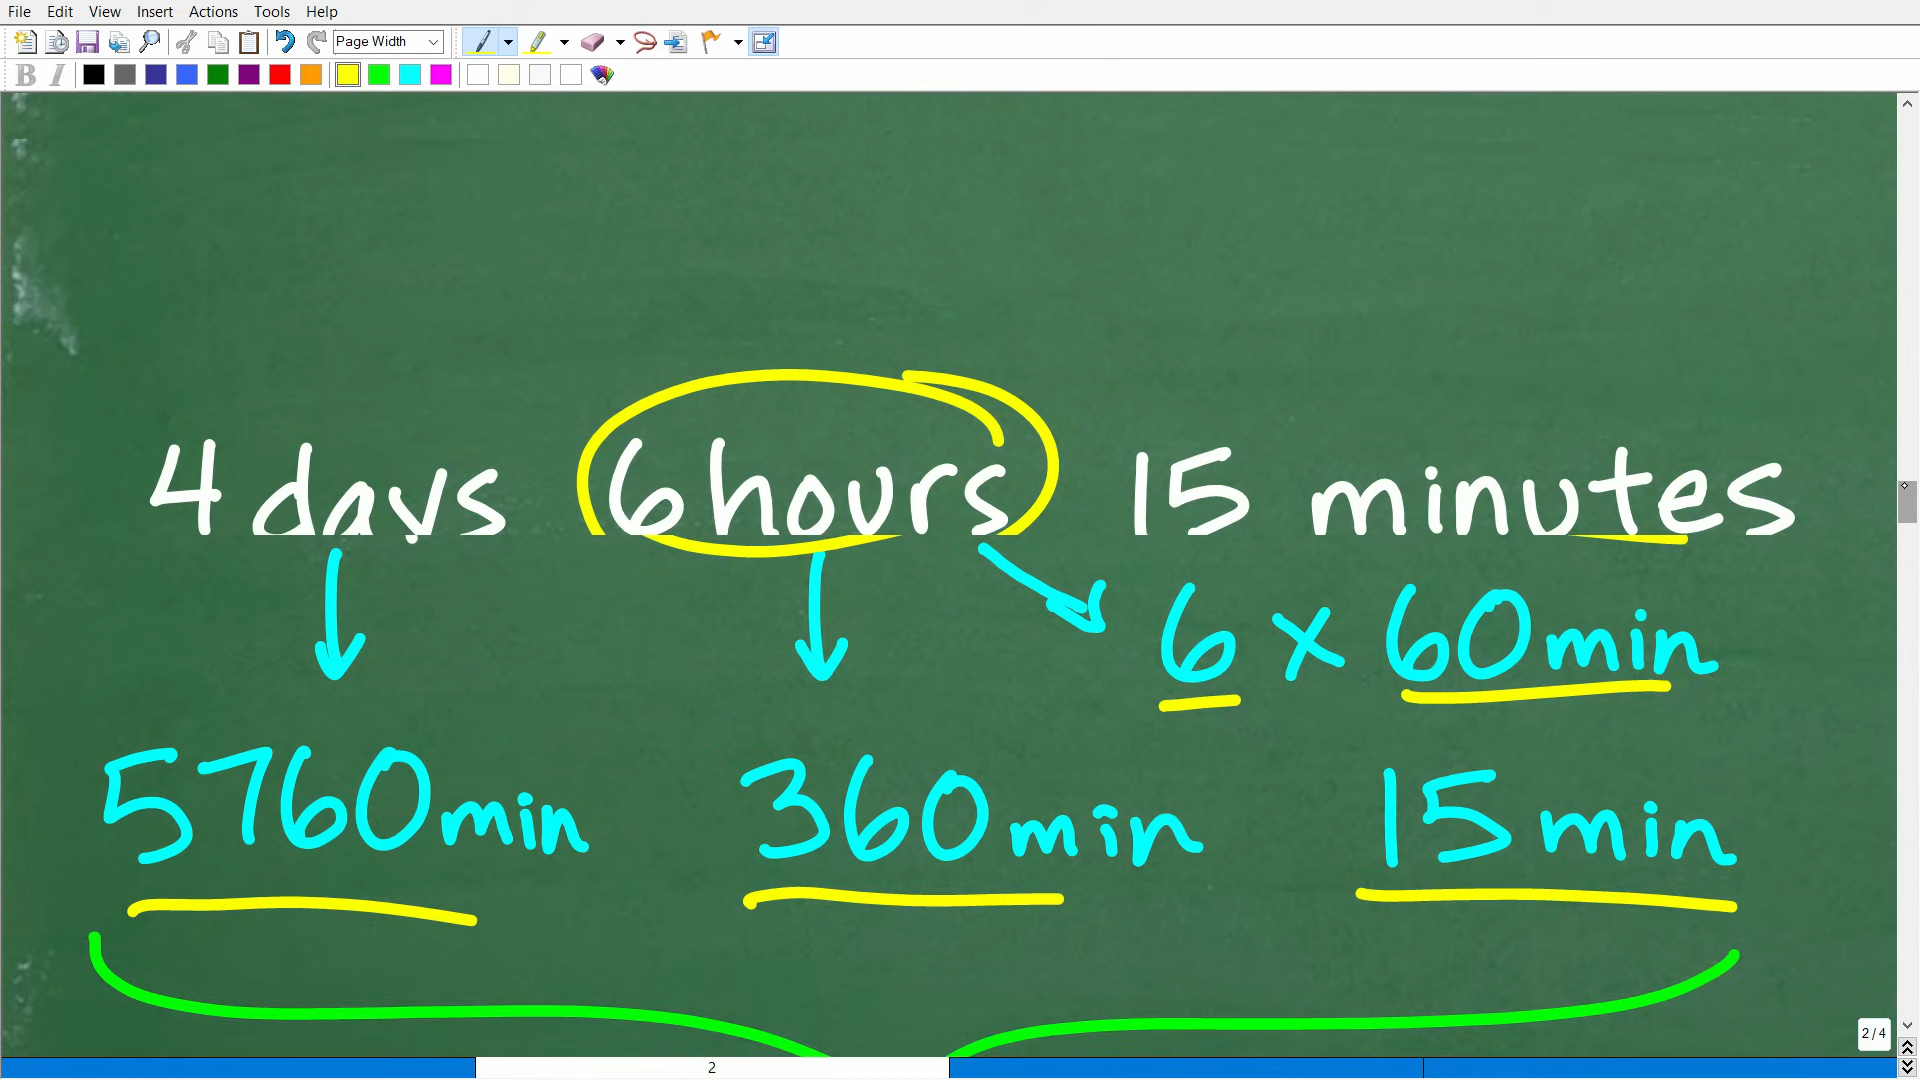 File Edit View Insert Actions Tools Help
Page Width
B I
4 days 6 hours 15 minutes
6 x 60 min
5760 min 360 min 15 min
2 / 4
2